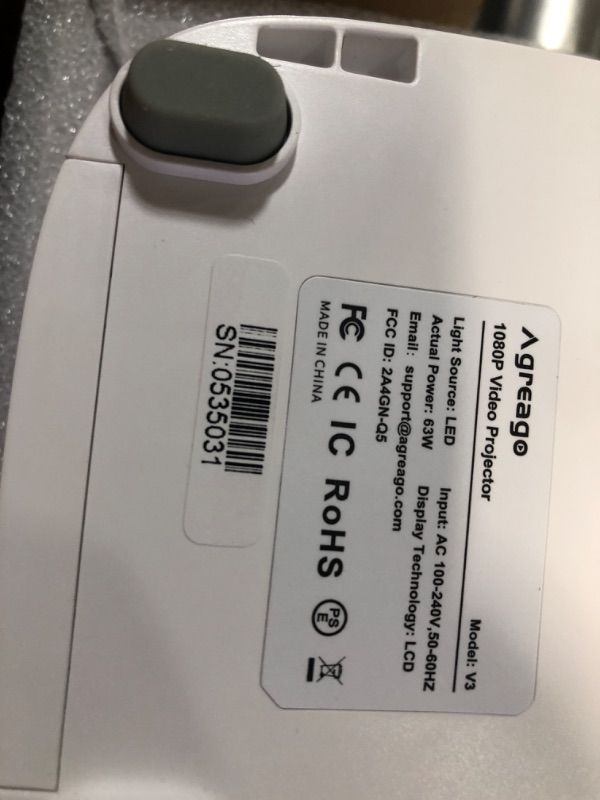 Agreago
1080P Video Projector Model: V3
Light Source: LED Input: AC 100-240V,50-60HZ
Actual Power: 63W Display Technology: LCD
Email: support@agreago.com
FCC ID: 2A4GN-Q5
FC CE IC RoHS PSE
MADE IN CHINA
SN:0535031